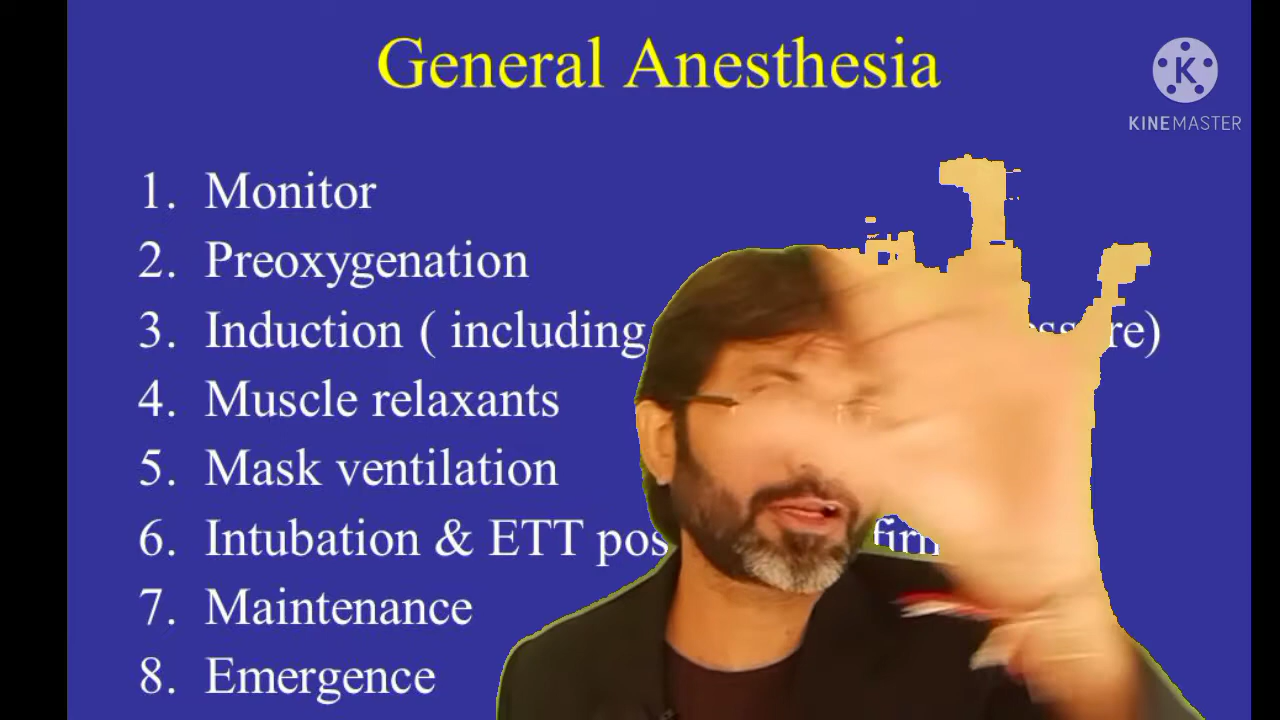 General Anesthesia
KINEMASTER
1. Monitor
2. Preoxygenation
3. Induction ( including
4. Muscle relaxants
5. Mask ventilation
6. Intubation & ETT
7. Maintenance
8. Emergence